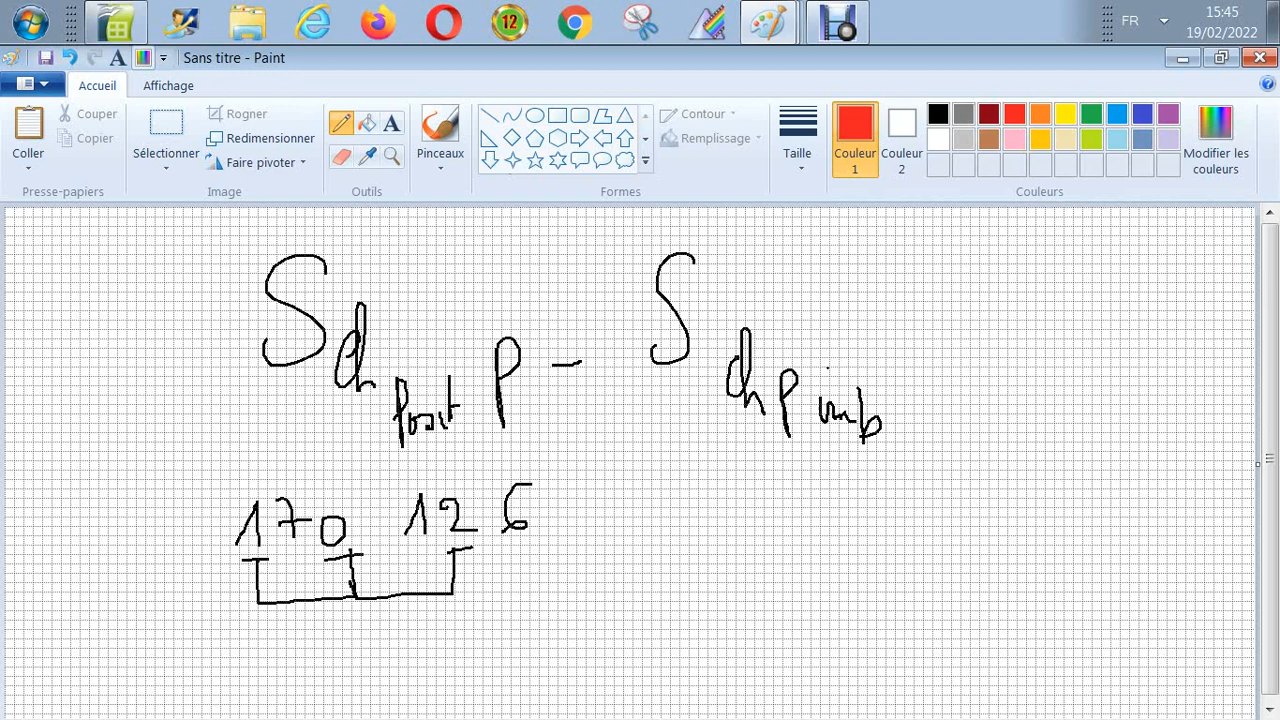 12
FR
15:45
19/02/2022
Sans titre - Paint
Accueil Affichage
Coller
Couper
Copier
Presse-papiers
Sélectionner
Rogner
Redimensionner
Faire pivoter
Image
Outils
Pinceaux
Formes
Contour
Remplissage
Taille
Couleur 1
Couleur 2
Modifier les couleurs
Couleurs
S ch Posit P - S ch P imb
170 126